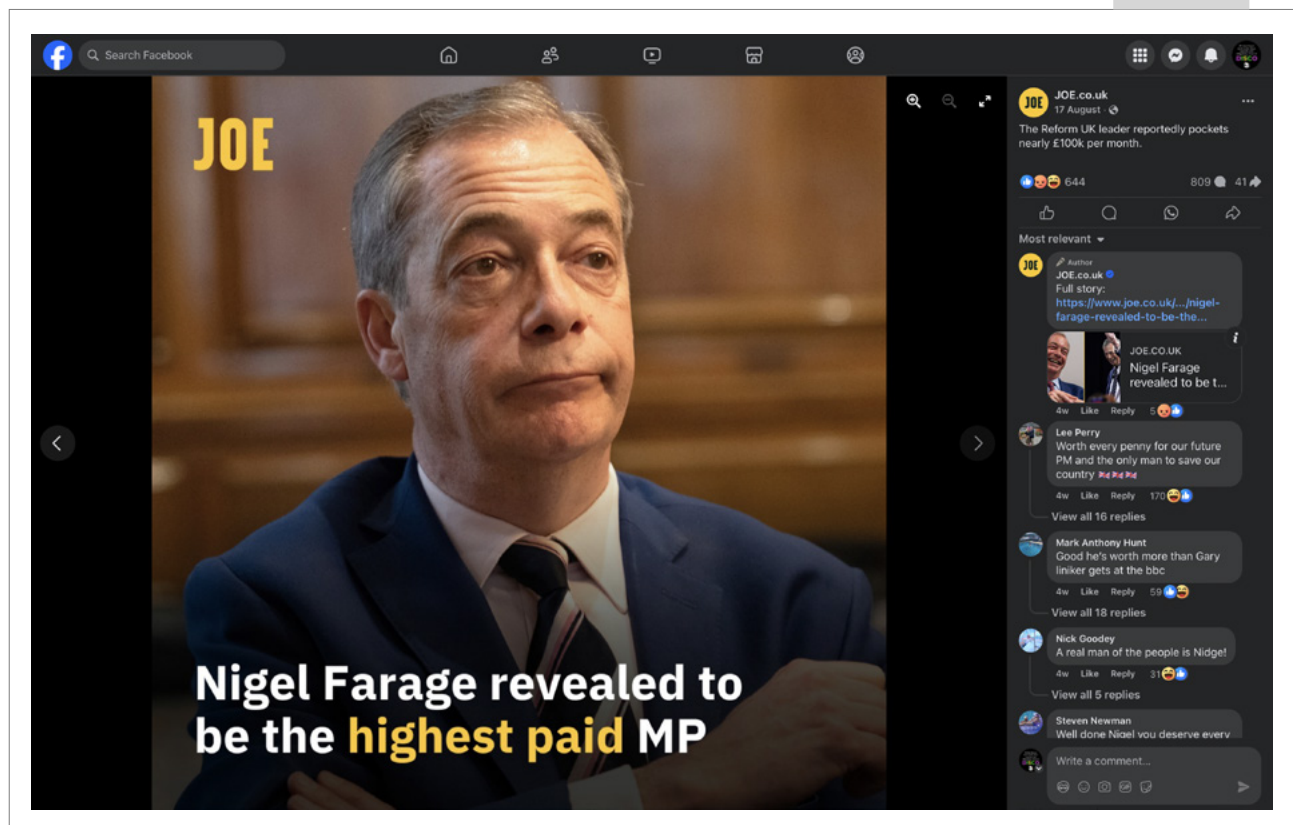 Search Facebook
JOE
Nigel Farage revealed to
be the highest paid MP
JOE
JOE.co.uk
17 August ·
The Reform UK leader reportedly pockets
nearly £100k per month.
644
809
41
Most relevant
JOE
Author
JOE.co.uk
Full story:
https://www.joe.co.uk/.../nigel-
farage-revealed-to-be-the...
JOE.CO.UK
Nigel Farage
revealed to be t...
4w Like Reply 5
Lee Perry
Worth every penny for our future
PM and the only man to save our
country 🇬🇧🇬🇧🇬🇧
4w Like Reply 170
View all 16 replies
Mark Anthony Hunt
Good he's worth more than Gary
liniker gets at the bbc
4w Like Reply 59
View all 18 replies
Nick Goodey
A real man of the people is Nidge!
4w Like Reply 31
View all 5 replies
Steven Newman
Well done Nigel you deserve every
Write a comment...